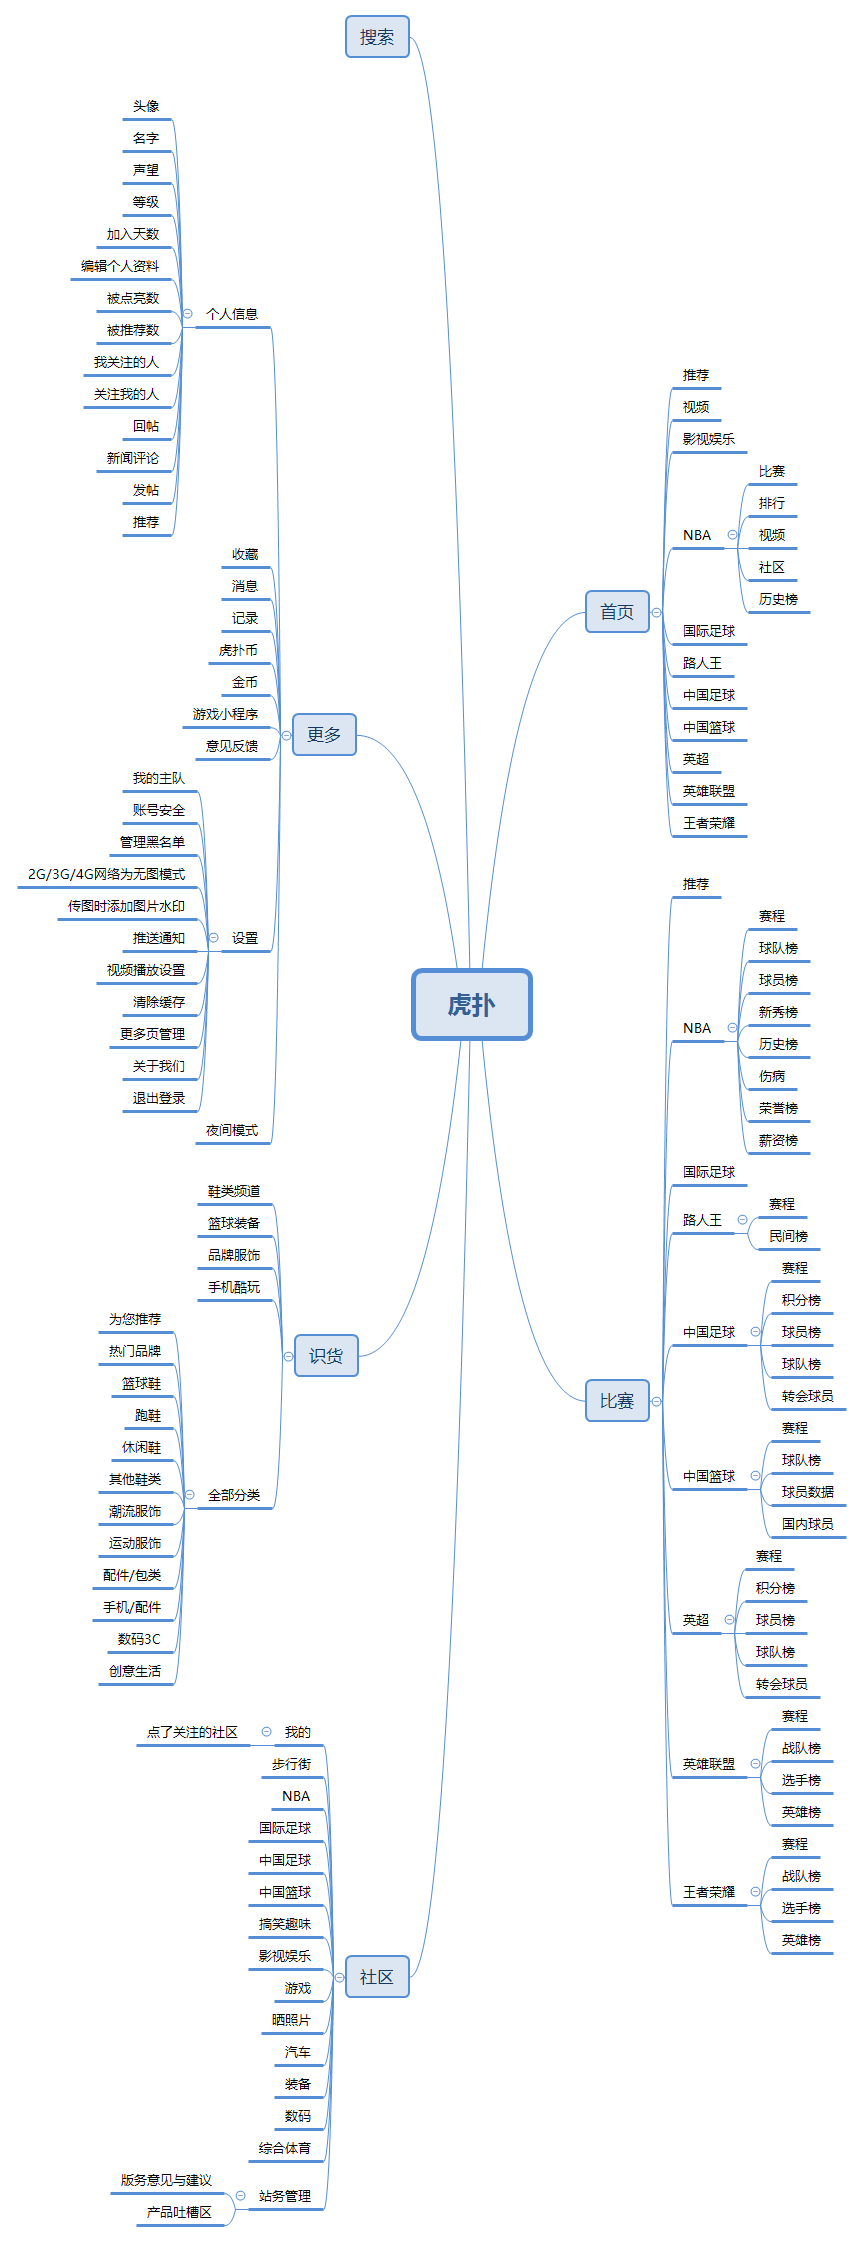 虎扑
首页
推荐
视频
影视娱乐
NBA
比赛
排行
视频
社区
历史榜
国际足球
路人王
中国足球
中国篮球
英超
英雄联盟
王者荣耀
比赛
推荐
NBA
赛程
球队榜
球员榜
新秀榜
历史榜
伤病
荣誉榜
薪资榜
国际足球
路人王
赛程
民间榜
中国足球
赛程
积分榜
球员榜
球队榜
转会球员
中国篮球
赛程
球队榜
球员数据
国内球员
英超
赛程
积分榜
球员榜
球队榜
转会球员
英雄联盟
赛程
战队榜
选手榜
英雄榜
王者荣耀
赛程
战队榜
选手榜
英雄榜
社区
我的
点了关注的社区
步行街
NBA
国际足球
中国足球
中国篮球
搞笑趣味
影视娱乐
游戏
晒照片
汽车
装备
数码
综合体育
站务管理
版务意见与建议
产品吐槽区
识货
鞋类频道
篮球装备
品牌服饰
手机酷玩
全部分类
为您推荐
热门品牌
篮球鞋
跑鞋
休闲鞋
其他鞋类
潮流服饰
运动服饰
配件/包类
手机/配件
数码3C
创意生活
更多
个人信息
头像
名字
声望
等级
加入天数
编辑个人资料
被点亮数
被推荐数
我关注的人
关注我的人
回帖
新闻评论
发帖
推荐
收藏
消息
记录
虎扑币
金币
游戏小程序
意见反馈
设置
我的主队
账号安全
管理黑名单
2G/3G/4G网络为无图模式
传图时添加图片水印
推送通知
视频播放设置
清除缓存
更多页管理
关于我们
退出登录
夜间模式
搜索